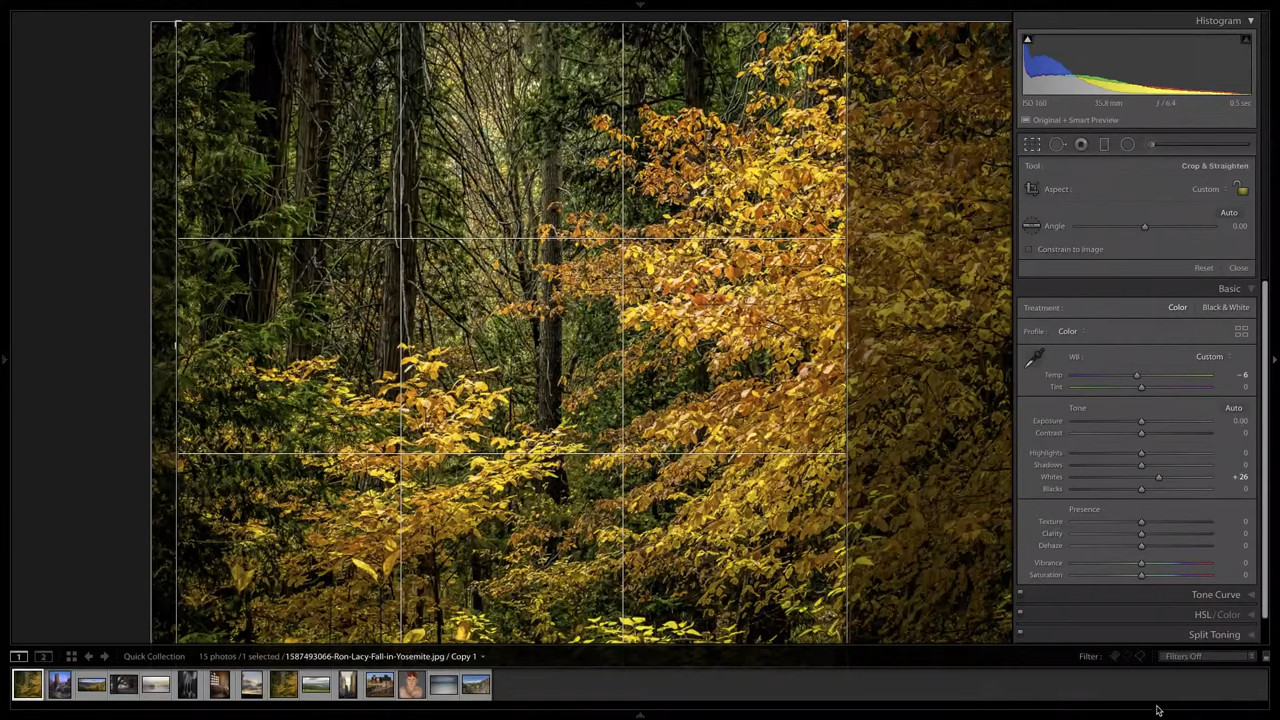 Histogram
ISO 160 35.8 mm ƒ / 6.4 0.5 sec
Original + Smart Preview
Tool : Crop & Straighten
Aspect : Custom
Auto
Angle 0.00
Constrain to Image
Reset Close
Basic
Treatment : Color Black & White
Profile : Color
WB : Custom
Temp – 6
Tint 0
Tone Auto
Exposure 0.00
Contrast 0
Highlights 0
Shadows 0
Whites + 26
Blacks 0
Presence
Texture 0
Clarity 0
Dehaze 0
Vibrance 0
Saturation 0
Tone Curve
HSL / Color
Split Toning
1 2 Quick Collection 15 photos / 1 selected / 1587493066-Ron-Lacy-Fall-in-Yosemite.jpg / Copy 1 Filter : Filters Off